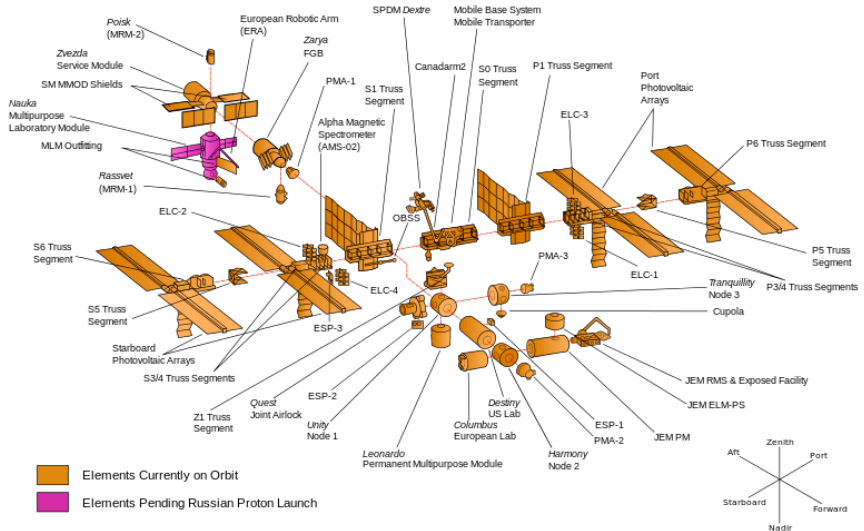 Poisk
(MRM-2)
European Robotic Arm
(ERA)
Zarya
FGB
SPDM Dextre
Mobile Base System
Mobile Transporter
Zvezda
Service Module
SM MMOD Shields
Nauka
Multipurpose
Laboratory Module
MLM Outfitting
Rassvet
(MRM-1)
PMA-1
S1 Truss
Segment
Canadarm2
S0 Truss
Segment
P1 Truss Segment
Port
Photovoltaic
Arrays
Alpha Magnetic
Spectrometer
(AMS-02)
ELC-3
P6 Truss Segment
ELC-2
OBSS
S6 Truss
Segment
P5 Truss
Segment
ELC-1
PMA-3
Tranquillity
Node 3
P3/4 Truss Segments
ELC-4
S5 Truss
Segment
ESP-3
Cupola
Starboard
Photovoltaic Arrays
S3/4 Truss Segments
ESP-2
Quest
Joint Airlock
Z1 Truss
Segment
Unity
Node 1
Leonardo
Permanent Multipurpose Module
Columbus
European Lab
Destiny
US Lab
Harmony
Node 2
ESP-1
PMA-2
JEM PM
JEM ELM-PS
JEM RMS & Exposed Facility
Elements Currently on Orbit
Elements Pending Russian Proton Launch
Zenith
Aft
Port
Starboard
Forward
Nadir